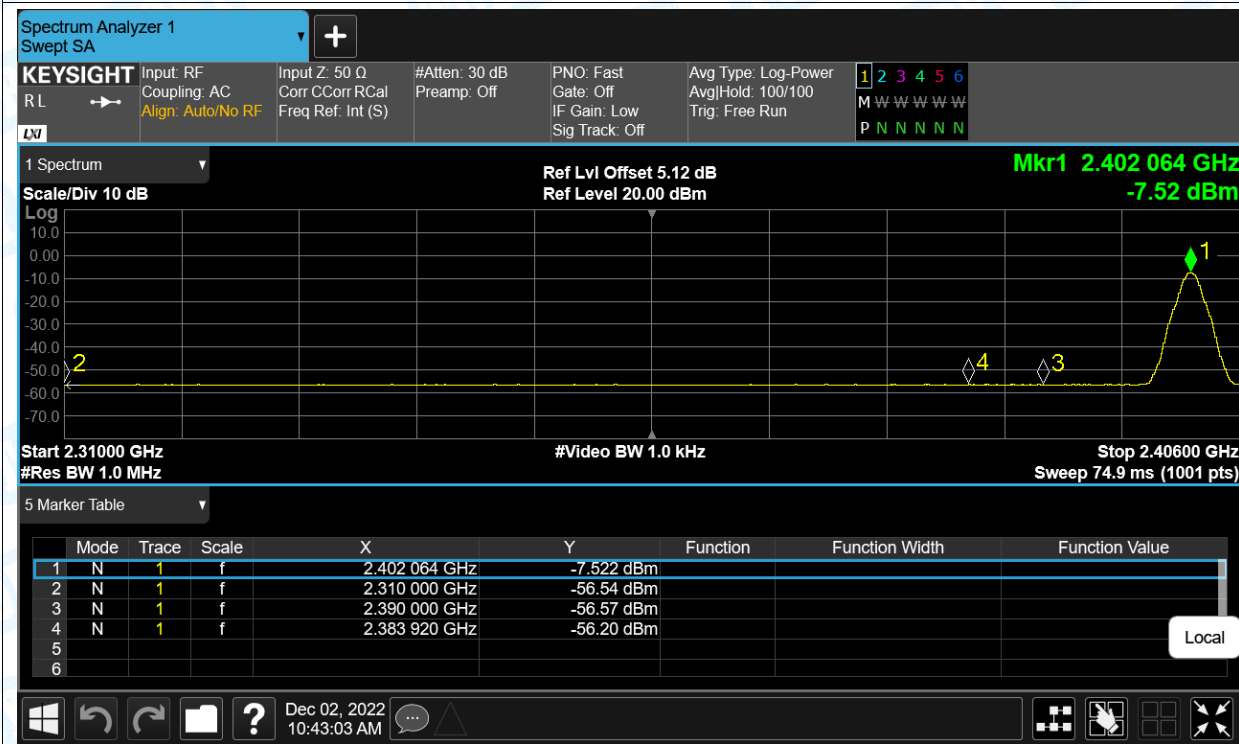 Spectrum Analyzer 1
Swept SA
▼
+
KEYSIGHT Input: RF Input Z: 50 Ω #Atten: 30 dB PNO: Fast Avg Type: Log-Power 1 2 3 4 5 6
R L Coupling: AC Corr CCorr RCal Preamp: Off Gate: Off Avg|Hold: 100/100 M W W W W W
Align: Auto/No RF Freq Ref: Int (S) IF Gain: Low Trig: Free Run
LXI Sig Track: Off P N N N N N
1 Spectrum ▼ Ref Lvl Offset 5.12 dB Mkr1 2.402 064 GHz
Scale/Div 10 dB Ref Level 20.00 dBm -7.52 dBm
Log
10.0
0.00 1
-10.0
-20.0
-30.0
-40.0
-50.0 2 4 3
-60.0
-70.0
Start 2.31000 GHz #Video BW 1.0 kHz Stop 2.40600 GHz
#Res BW 1.0 MHz Sweep 74.9 ms (1001 pts)
5 Marker Table ▼
Mode Trace Scale X Y Function Function Width Function Value
1 N 1 f 2.402 064 GHz -7.522 dBm
2 N 1 f 2.310 000 GHz -56.54 dBm
3 N 1 f 2.390 000 GHz -56.57 dBm
4 N 1 f 2.383 920 GHz -56.20 dBm
5
6
Local
? Dec 02, 2022
10:43:03 AM